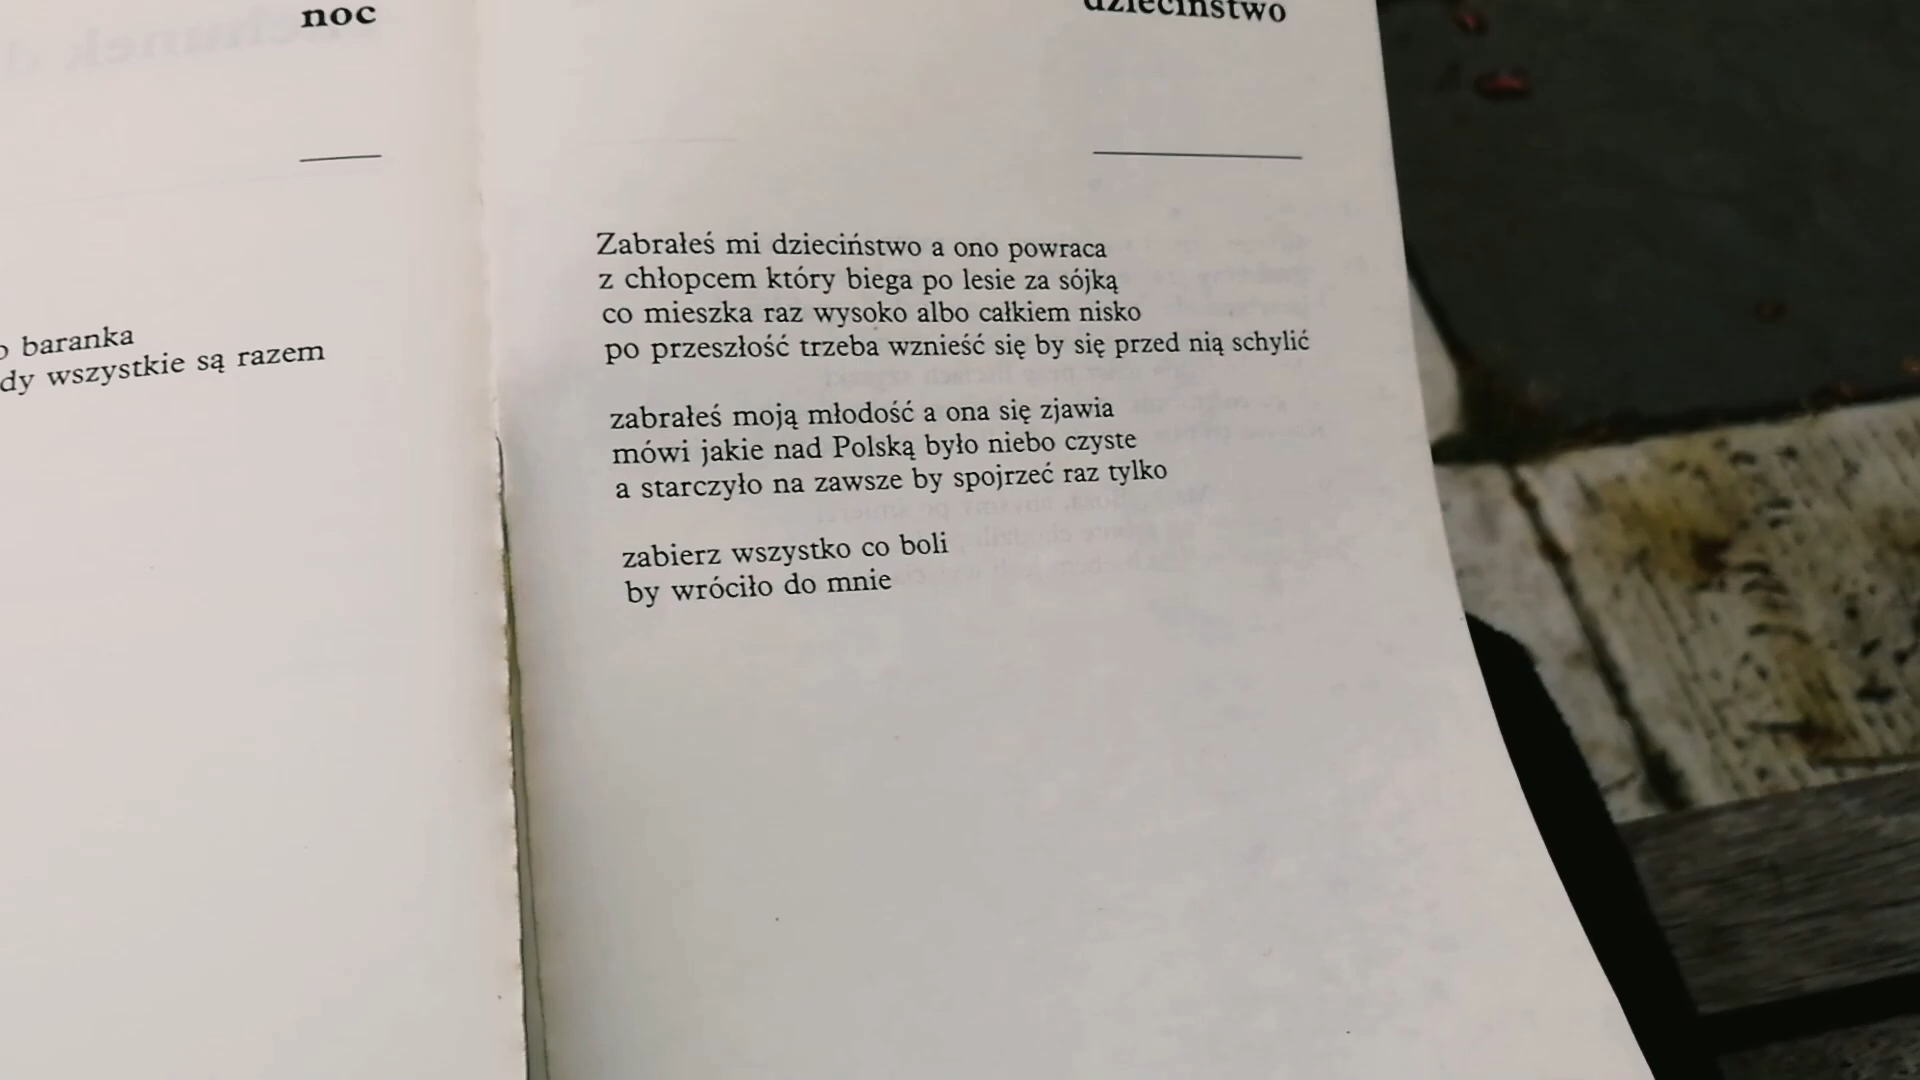 noc
baranka
wszystkie są razem
dzieciństwo
Zabrałeś mi dzieciństwo a ono powraca
z chłopcem który biega po lesie za sójką
co mieszka raz wysoko albo całkiem nisko
po przeszłość trzeba wznieść się by się przed nią schylić
zabrałeś moją młodość a ona się zjawia
mówi jakie nad Polską było niebo czyste
a starczyło na zawsze by spojrzeć raz tylko
zabierz wszystko co boli
by wróciło do mnie